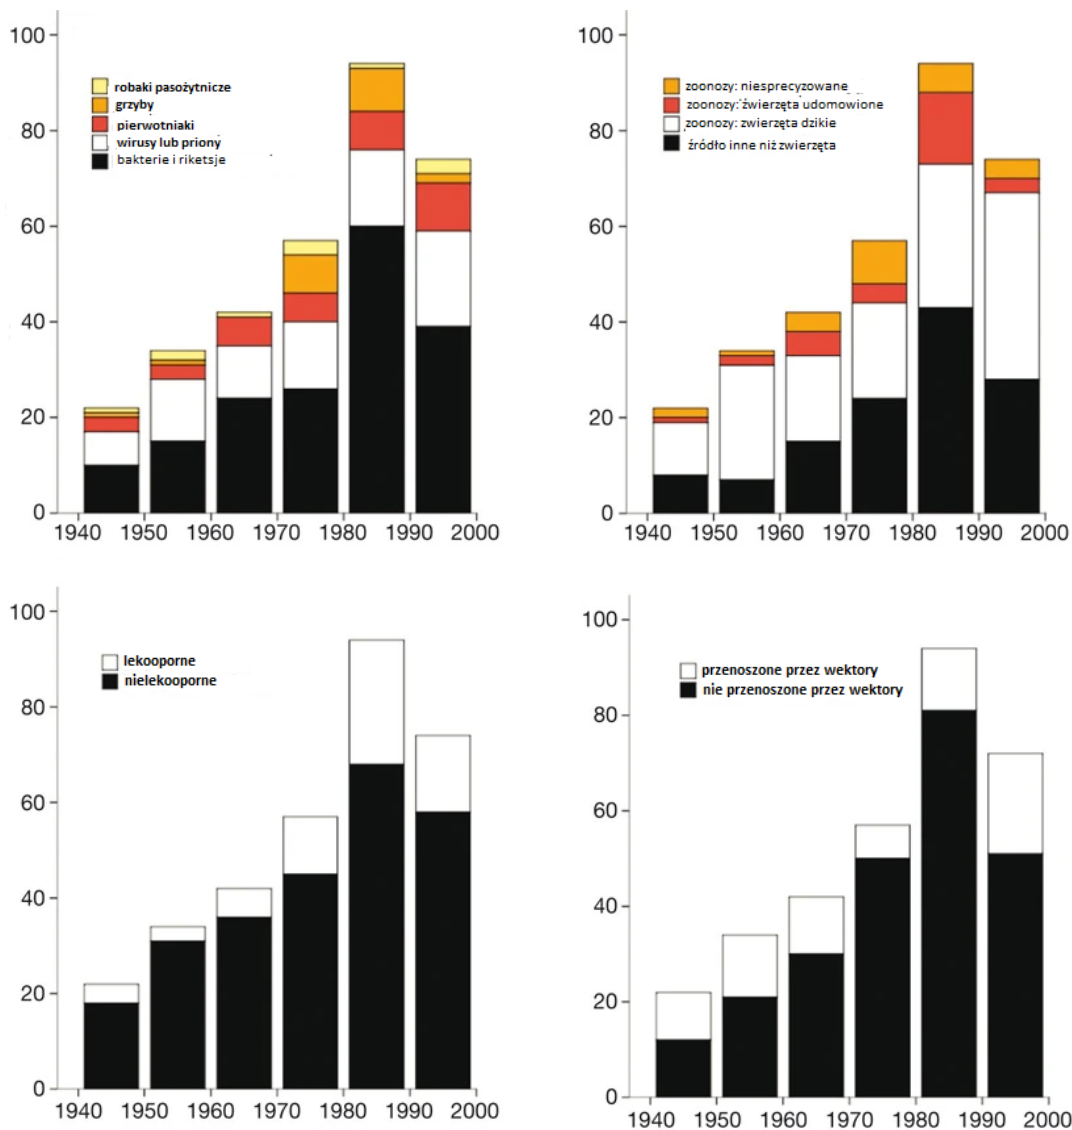 100
80
60
40
20
0
1940 1950 1960 1970 1980 1990 2000
robaki pasożytnicze
grzyby
pierwotniaki
wirusy lub priony
bakterie i riketsje
100
80
60
40
20
0
1940 1950 1960 1970 1980 1990 2000
zoonozy: niesprecyzowane
zoonozy: źwierzęta udomowione
zoonozy: zwierzęta dzikie
źródło inne niż zwierzęta
100
80
60
40
20
0
1940 1950 1960 1970 1980 1990 2000
lekooporne
nielekooporne
100
80
60
40
20
0
1940 1950 1960 1970 1980 1990 2000
przenoszone przez wektory
nie przenoszone przez wektory